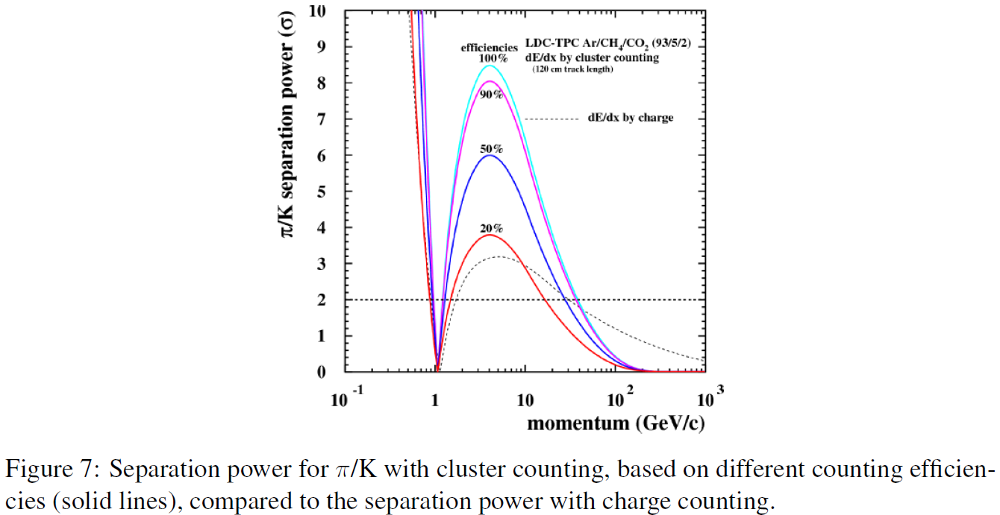 π/K separation power (σ)
10
9
8
7
6
5
4
3
2
1
0
efficiencies
100%
90%
50%
20%
LDC-TPC Ar/CH₄/CO₂ (93/5/2)
dE/dx by cluster counting
(120 cm track length)
dE/dx by charge
10⁻¹ 1 10 10² 10³
momentum (GeV/c)
Figure 7: Separation power for π/K with cluster counting, based on different counting efficien-
cies (solid lines), compared to the separation power with charge counting.